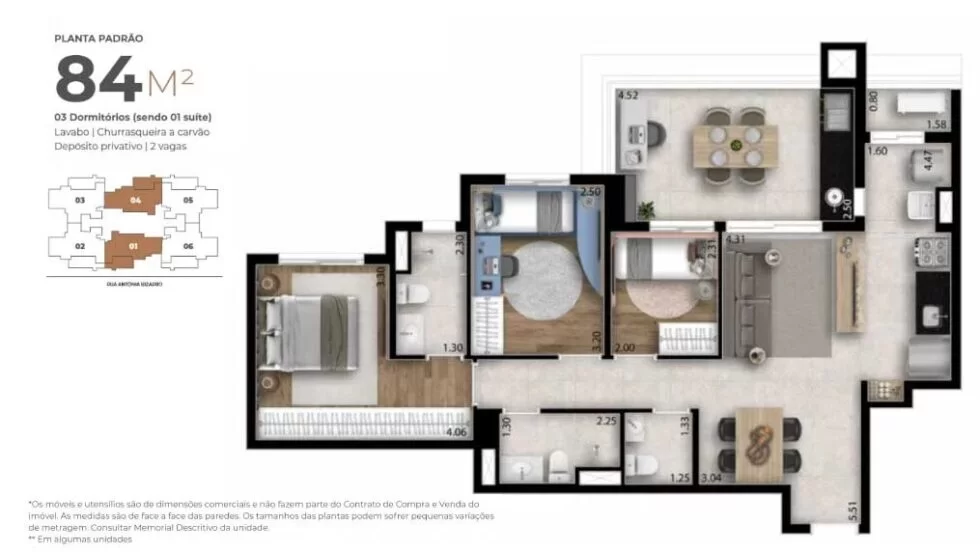 PLANTA PADRÃO
84M²
03 Dormitórios (sendo 01 suíte)
Lavabo | Churrasqueira a carvão
Depósito privativo | 2 vagas
03 04 05
02 01 06
RUA ANTÔNIA BIZARRO
4.52
2.50
0.80
1.58
1.60
4.47
2.50
3.20
2.30
1.30
3.30
4.06
2.31
2.00
4.31
1.30
2.25
1.33
1.25
3.04
5.51
*Os móveis e utensílios são de dimensões comerciais e não fazem parte do Contrato de Compra e Venda do
imóvel. As medidas são de face a face das paredes. Os tamanhos das plantas podem sofrer pequenas variações
de metragem. Consultar Memorial Descritivo da unidade.
** Em algumas unidades